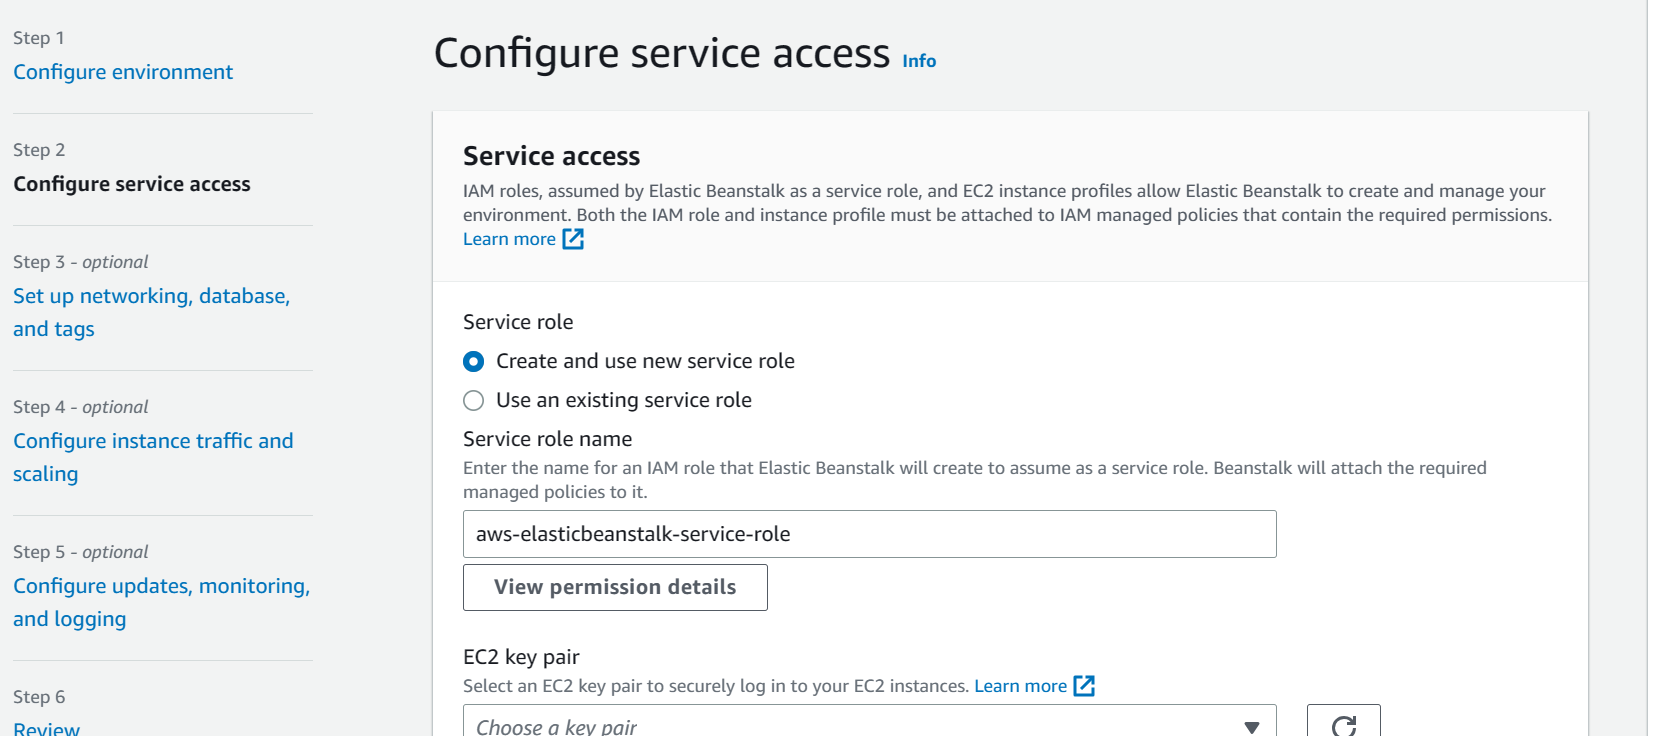 Step 1
Configure environment
Step 2
Configure service access
Step 3 - optional
Set up networking, database,
and tags
Step 4 - optional
Configure instance traffic and
scaling
Step 5 - optional
Configure updates, monitoring,
and logging
Step 6
Review
Configure service access Info
Service access
IAM roles, assumed by Elastic Beanstalk as a service role, and EC2 instance profiles allow Elastic Beanstalk to create and manage your
environment. Both the IAM role and instance profile must be attached to IAM managed policies that contain the required permissions.
Learn more
Service role
Create and use new service role
Use an existing service role
Service role name
Enter the name for an IAM role that Elastic Beanstalk will create to assume as a service role. Beanstalk will attach the required
managed policies to it.
aws-elasticbeanstalk-service-role
View permission details
EC2 key pair
Select an EC2 key pair to securely log in to your EC2 instances. Learn more
Choose a key pair